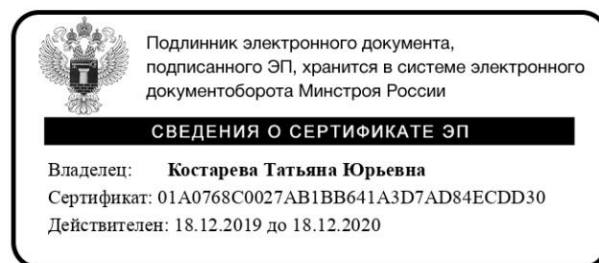 Подлинник электронного документа,
подписанного ЭП, хранится в системе электронного
документоборота Минстроя России
СВЕДЕНИЯ О СЕРТИФИКАТЕ ЭП
Владелец: Костарева Татьяна Юрьевна
Сертификат: 01A0768C0027AB1BB641A3D7AD84ECDD30
Действителен: 18.12.2019 до 18.12.2020